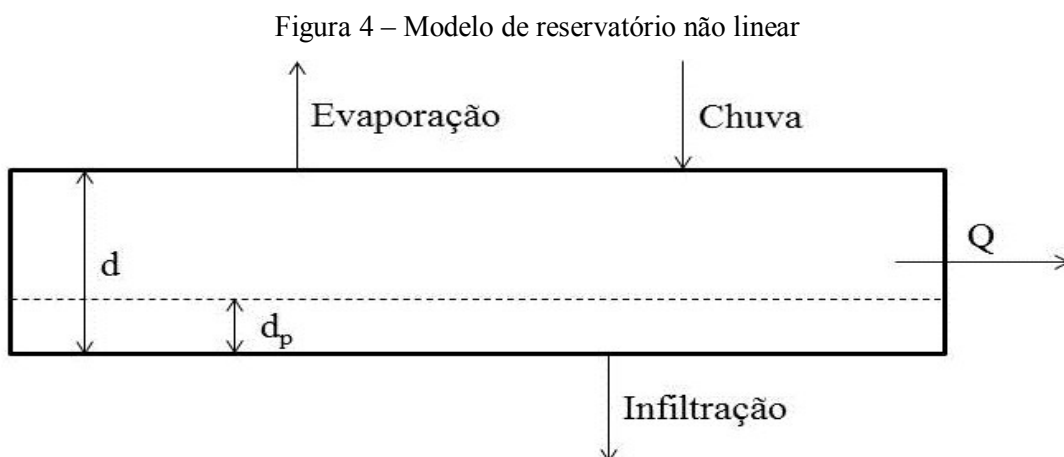 Figura 4 – Modelo de reservatório não linear
Evaporação
Chuva
Q
d
dₚ
Infiltração